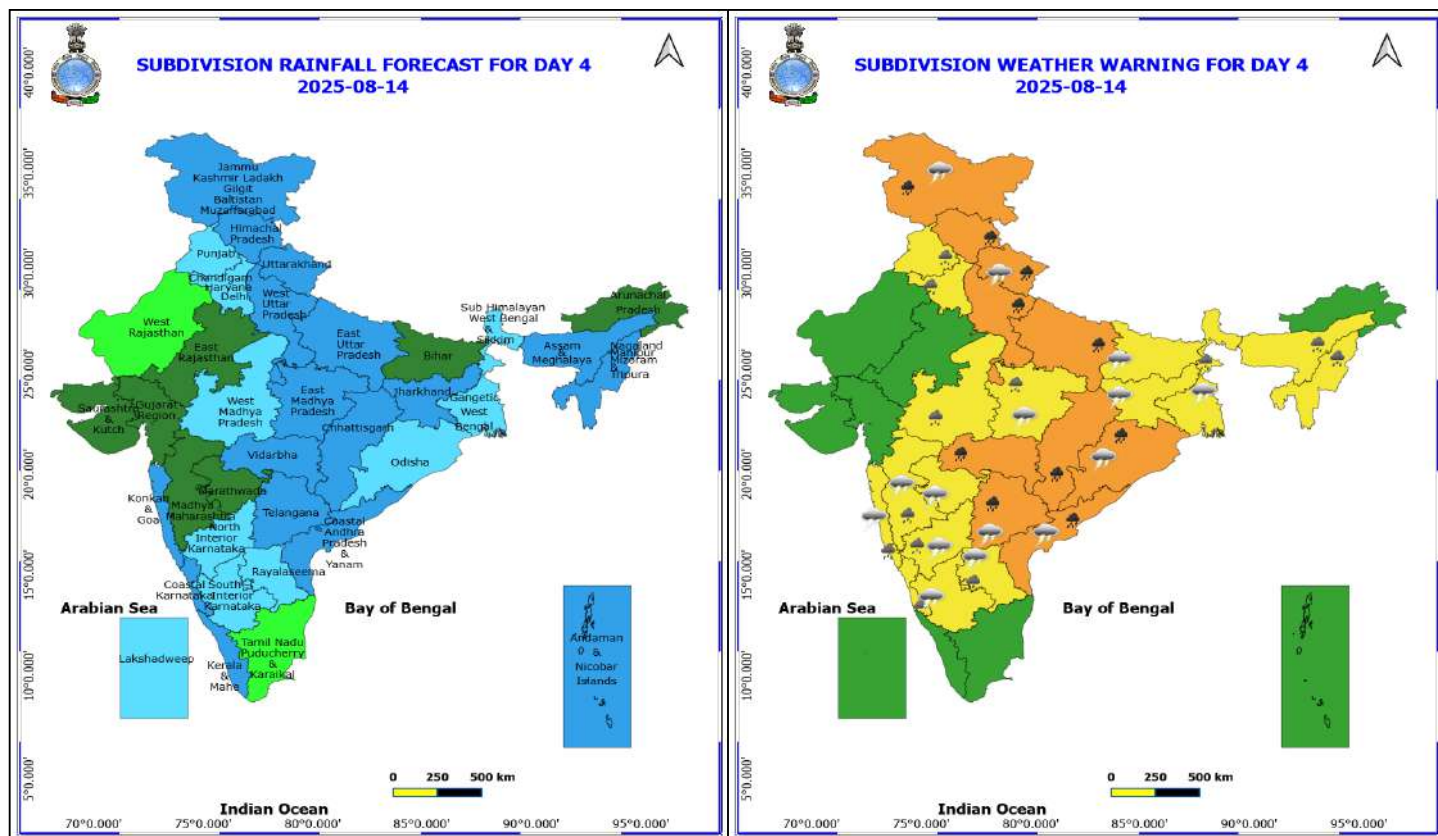 SUBDIVISION RAINFALL FORECAST FOR DAY 4
2025-08-14
40°0.000'
35°0.000'
30°0.000'
25°0.000'
20°0.000'
15°0.000'
10°0.000'
5°0.000'
Jammu
Kashmir Ladakh
Gilgit
Baltistan
Muzaffarabad
Himachal
Pradesh
Punjab
Uttarakhand
Chandigarh
Haryana
Delhi
West
Uttar
Pradesh
West
Rajasthan
East
Rajasthan
East
Uttar
Pradesh
Bihar
Sub Himalayan
West Bengal
&
Sikkim
Arunachal
Pradesh
Assam
&
Meghalaya
Nagaland
Manipur
Mizoram
&
Tripura
Saurashtra
&
Kutch
Gujarat
Region
West
Madhya
Pradesh
East
Madhya
Pradesh
Jharkhand
Gangetic
West
Bengal
Chhattisgarh
Vidarbha
Odisha
Konkan
&
Goa
Madhya
Maharashtra
Marathwada
North
Interior
Karnataka
Telangana
Coastal
Andhra
Pradesh
&
Yanam
Rayalaseema
Coastal
Karnataka
South
Interior
Karnataka
Arabian Sea
Bay of Bengal
Lakshadweep
Kerala
&
Mahe
Tamil Nadu
Puducherry
&
Karaikal
Andaman
&
Nicobar
Islands
0 250 500 km
Indian Ocean
70°0.000' 75°0.000' 80°0.000' 85°0.000' 90°0.000' 95°0.000'
SUBDIVISION WEATHER WARNING FOR DAY 4
2025-08-14
40°0.000'
35°0.000'
30°0.000'
25°0.000'
20°0.000'
15°0.000'
10°0.000'
5°0.000'
Arabian Sea
Bay of Bengal
0 250 500 km
Indian Ocean
70°0.000' 75°0.000' 80°0.000' 85°0.000' 90°0.000' 95°0.000'